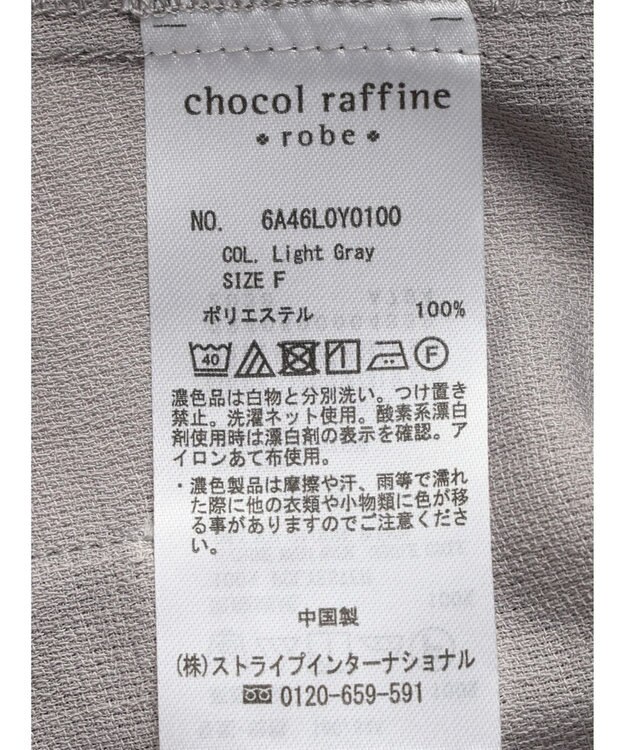 chocol raffine
robe
NO. 6A46L0Y0100
COL. Light Gray
SIZE F
ポリエステル 100%
40 F
濃色品は白物と分別洗い。つけ置き
禁止。洗濯ネット使用。酸素系漂白
剤使用時は漂白剤の表示を確認。ア
イロンあて布使用。
・濃色製品は摩擦や汗、雨等で濡れ
た際に他の衣類や小物類に色が移
る事がありますのでご注意くださ
い。
中国製
(株)ストライプインターナショナル
0120-659-591